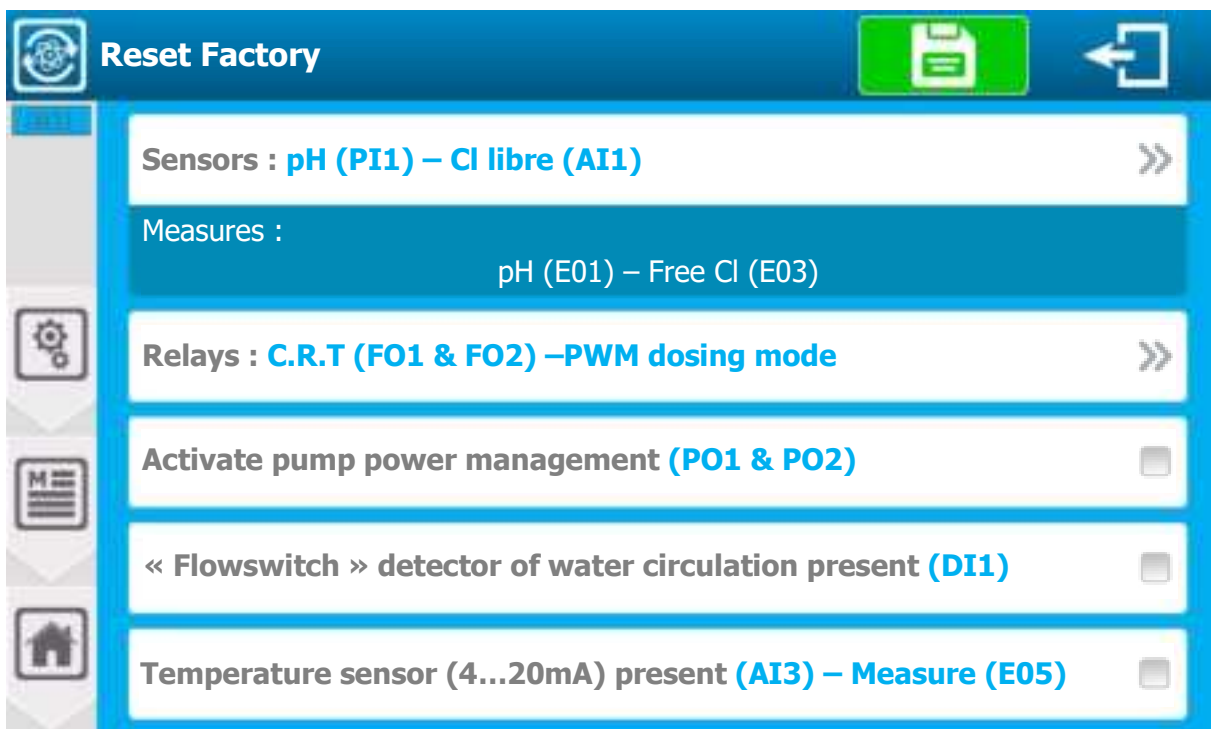 Reset Factory
Sensors : pH (PI1) – Cl libre (AI1)
Measures :
pH (E01) – Free Cl (E03)
Relays : C.R.T (FO1 & FO2) –PWM dosing mode
Activate pump power management (PO1 & PO2)
« Flowswitch » detector of water circulation present (DI1)
Temperature sensor (4...20mA) present (AI3) – Measure (E05)
M